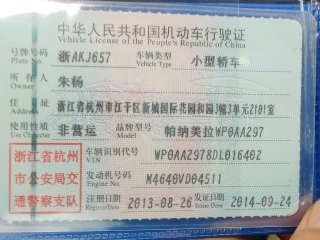 中华人民共和国机动车行驶证
Vehicle License of the People's Republic of China
号牌号码 浙AKJ657 车辆类型 小型轿车
Plate No. Vehicle Type
所有人 朱杨
Owner
住址 浙江省杭州市江干区新城国际花园和园3幢3单元2101室
Address
使用性质 非营运 品牌型号 帕纳美拉WP0AA297
Use Character Model
浙江省杭州市公安局交通警察支队
车辆识别代号 WP0AA2978DL016402
VIN
发动机号码 M4640VD04511
Engine No.
注册日期 2013-08-26 发证日期 2014-09-24
Register Date Issue Date